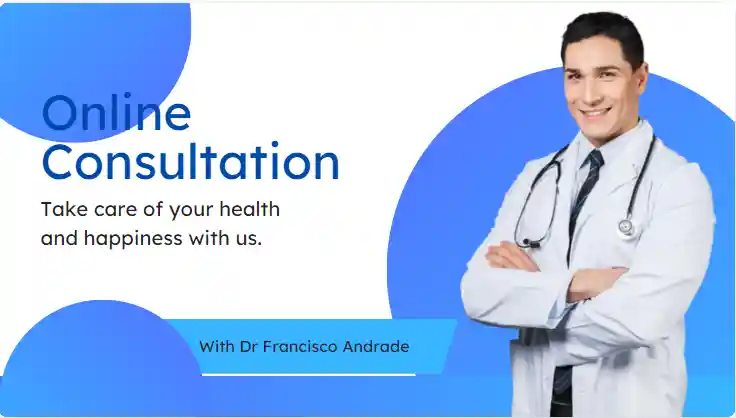 Online
Consultation
Take care of your health
and happiness with us.
With Dr Francisco Andrade